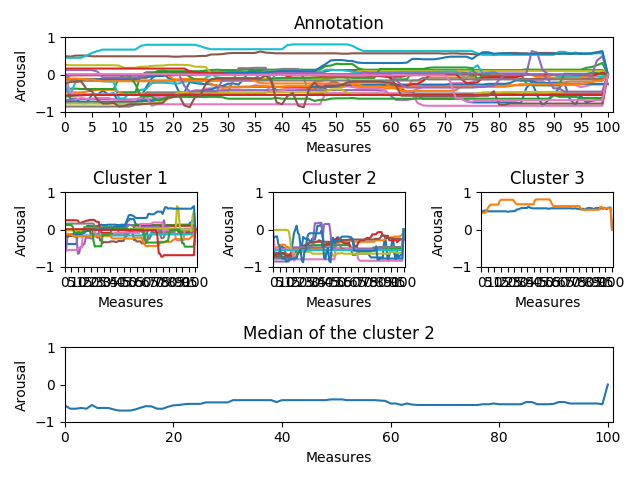 Annotation
1
0
−1
Arousal
0 5 10 15 20 25 30 35 40 45 50 55 60 65 70 75 80 85 90 95 100
Measures
Cluster 1 Cluster 2 Cluster 3
1 1 1
0 0 0
−1 −1 −1
Arousal Arousal Arousal
Measures Measures Measures
Median of the cluster 2
1
0
−1
Arousal
0 20 40 60 80 100
Measures